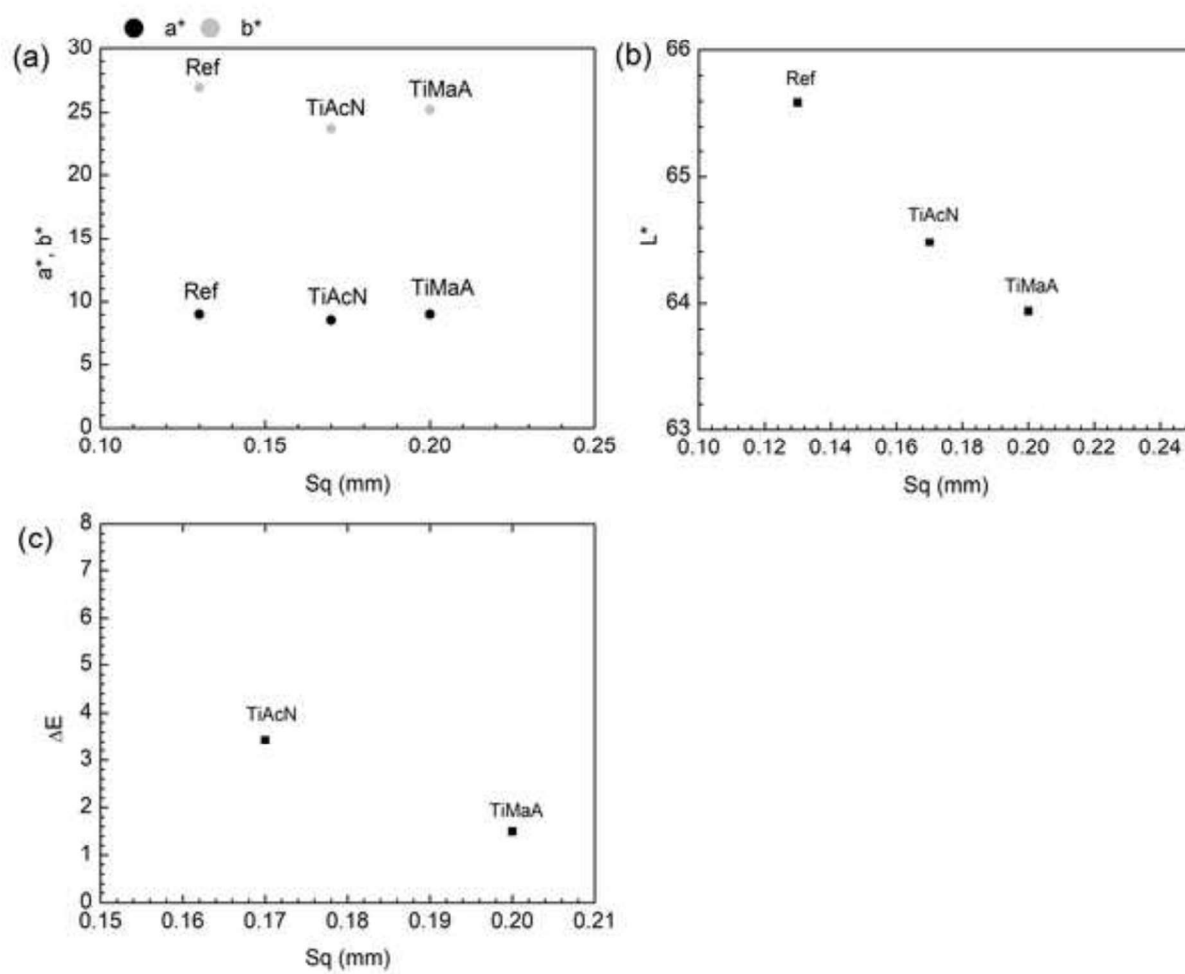 a* b*
(a)
30
25
20
15
10
5
0
a*, b*
Ref
TiAcN
TiMaA
Ref
TiAcN
TiMaA
0.10 0.15 0.20 0.25
Sq (mm)
(b)
66
65
64
63
L*
Ref
TiAcN
TiMaA
0.10 0.12 0.14 0.16 0.18 0.20 0.22 0.24
Sq (mm)
(c)
8
7
6
5
4
3
2
1
0
ΔE
TiAcN
TiMaA
0.15 0.16 0.17 0.18 0.19 0.20 0.21
Sq (mm)